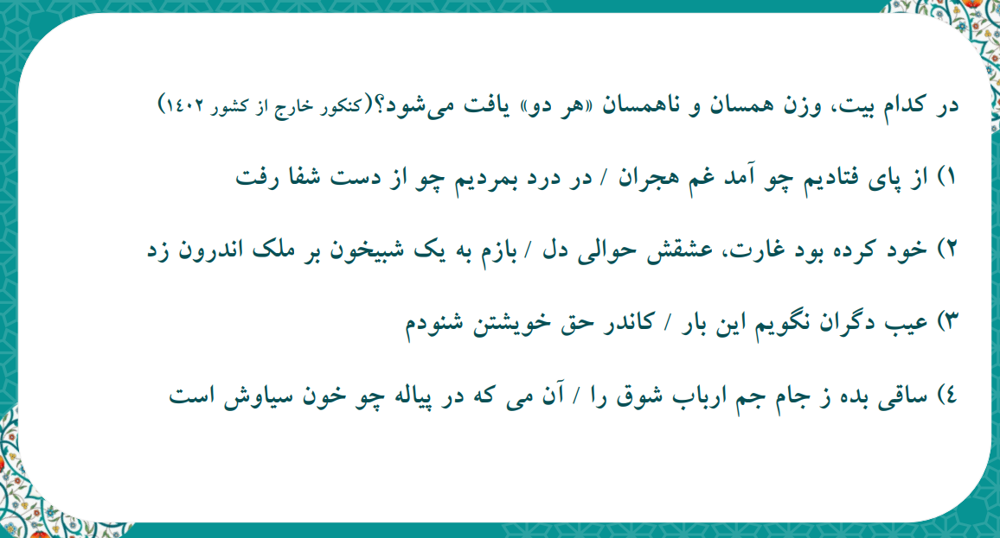 در کدام بیت، وزن همسان و ناهمسان «هر دو» یافت می‌شود؟(کنکور خارج از کشور ۱٤۰۲)
۱) از پای فتادیم چو آمد غم هجران / در درد بمردیم چو از دست شفا رفت
۲) خود کرده بود غارت، عشقش حوالی دل / بازم به یک شبیخون بر ملک اندرون زد
۳) عیب دگران نگویم این بار / کاندر حق خویشتن شنودم
٤) ساقی بده ز جام جم ارباب شوق را / آن می که در پیاله چو خون سیاوش است